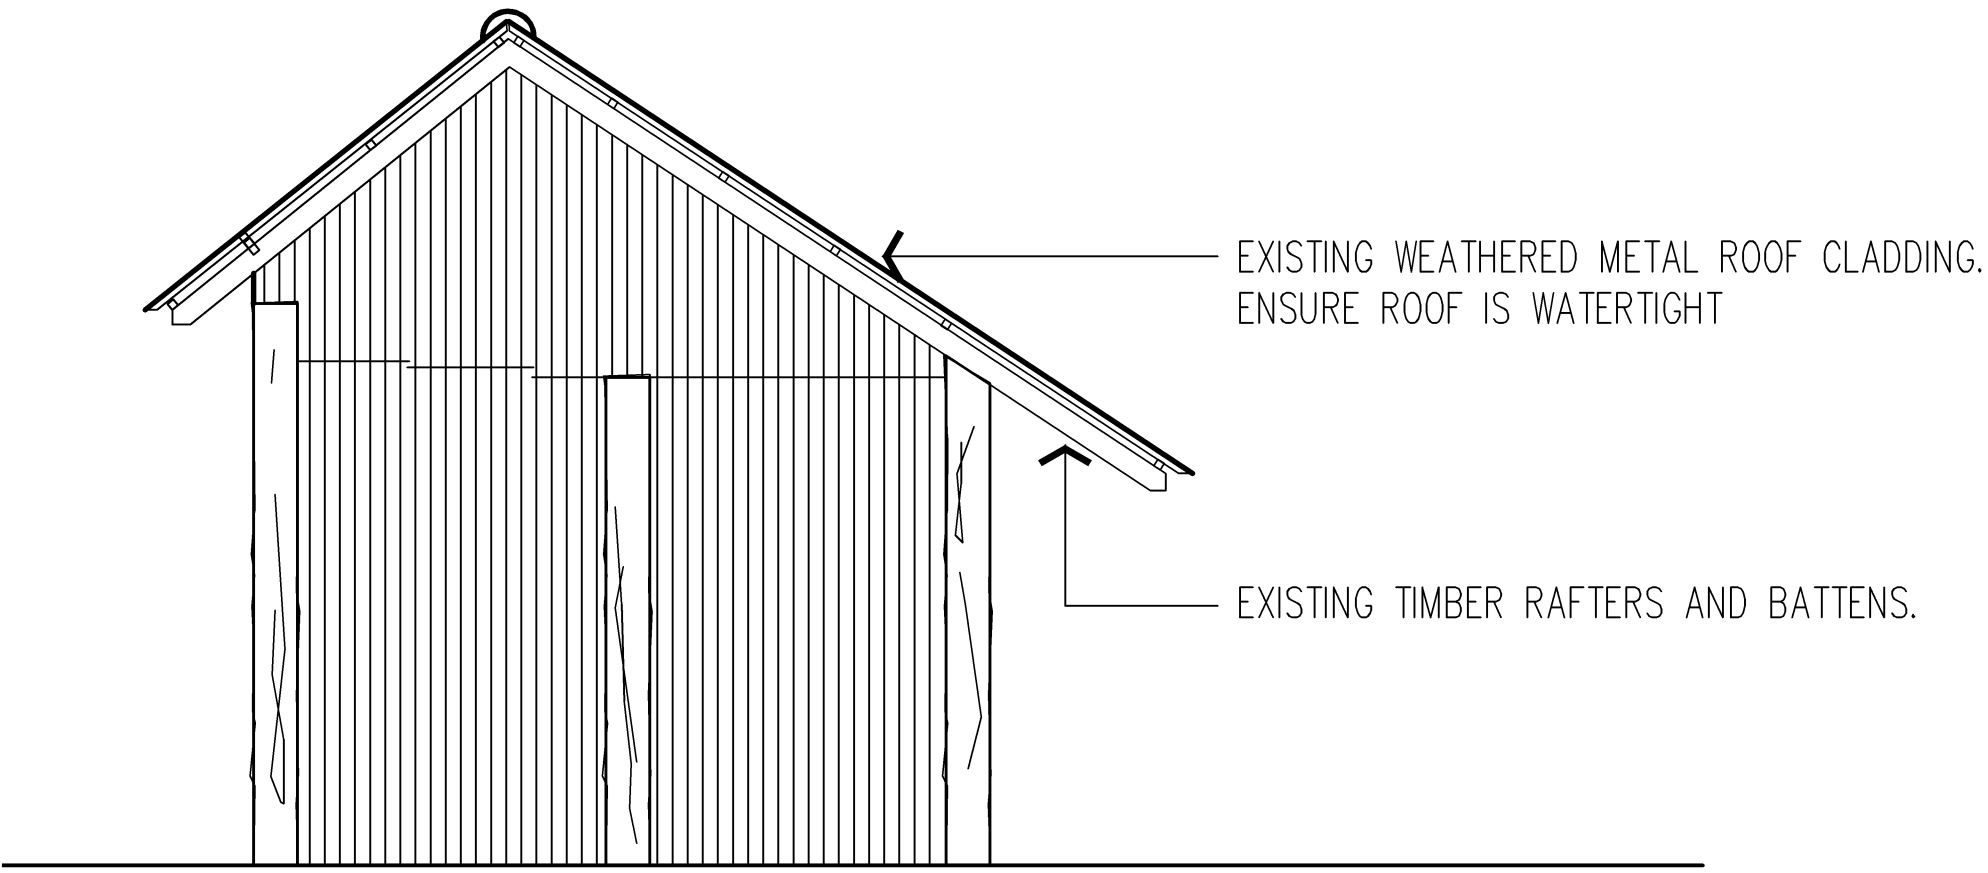 EXISTING WEATHERED METAL ROOF CLADDING.
ENSURE ROOF IS WATERTIGHT
EXISTING TIMBER RAFTERS AND BATTENS.